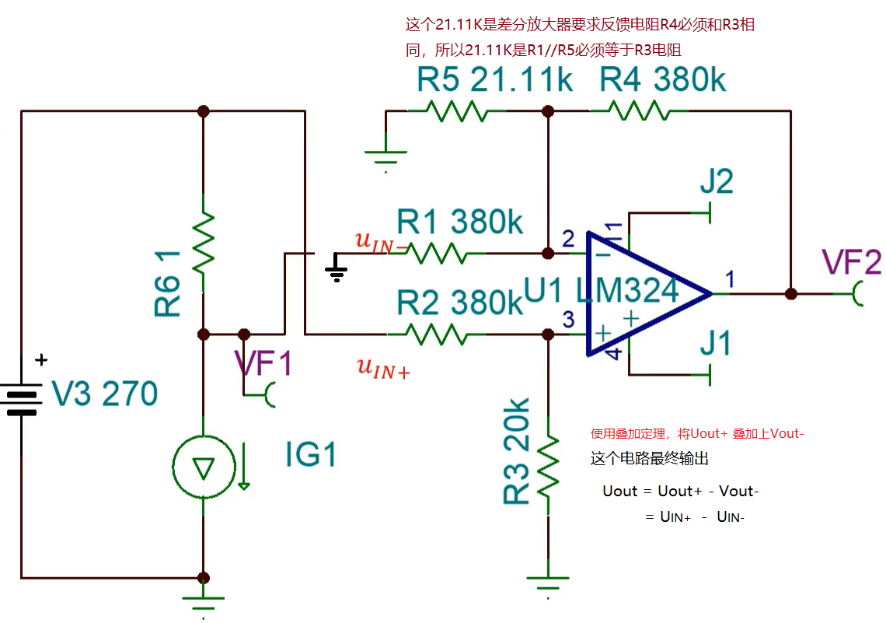 这个21.11K是差分放大器要求反馈电阻R4必须和R3相
同，所以21.11K是R1//R5必须等于R3电阻
R5 21.11k
R4 380k
J2
R1 380k
uIN−
2
11
R6 1
U1 LM324
1
VF2
R2 380k
3
4
J1
VF1
uIN+
+
V3 270
IG1
R3 20k
使用叠加定理，将Uout+ 叠加上Vout-
这个电路最终输出
Uout = Uout+ - Vout-
= UIN+ - UIN-